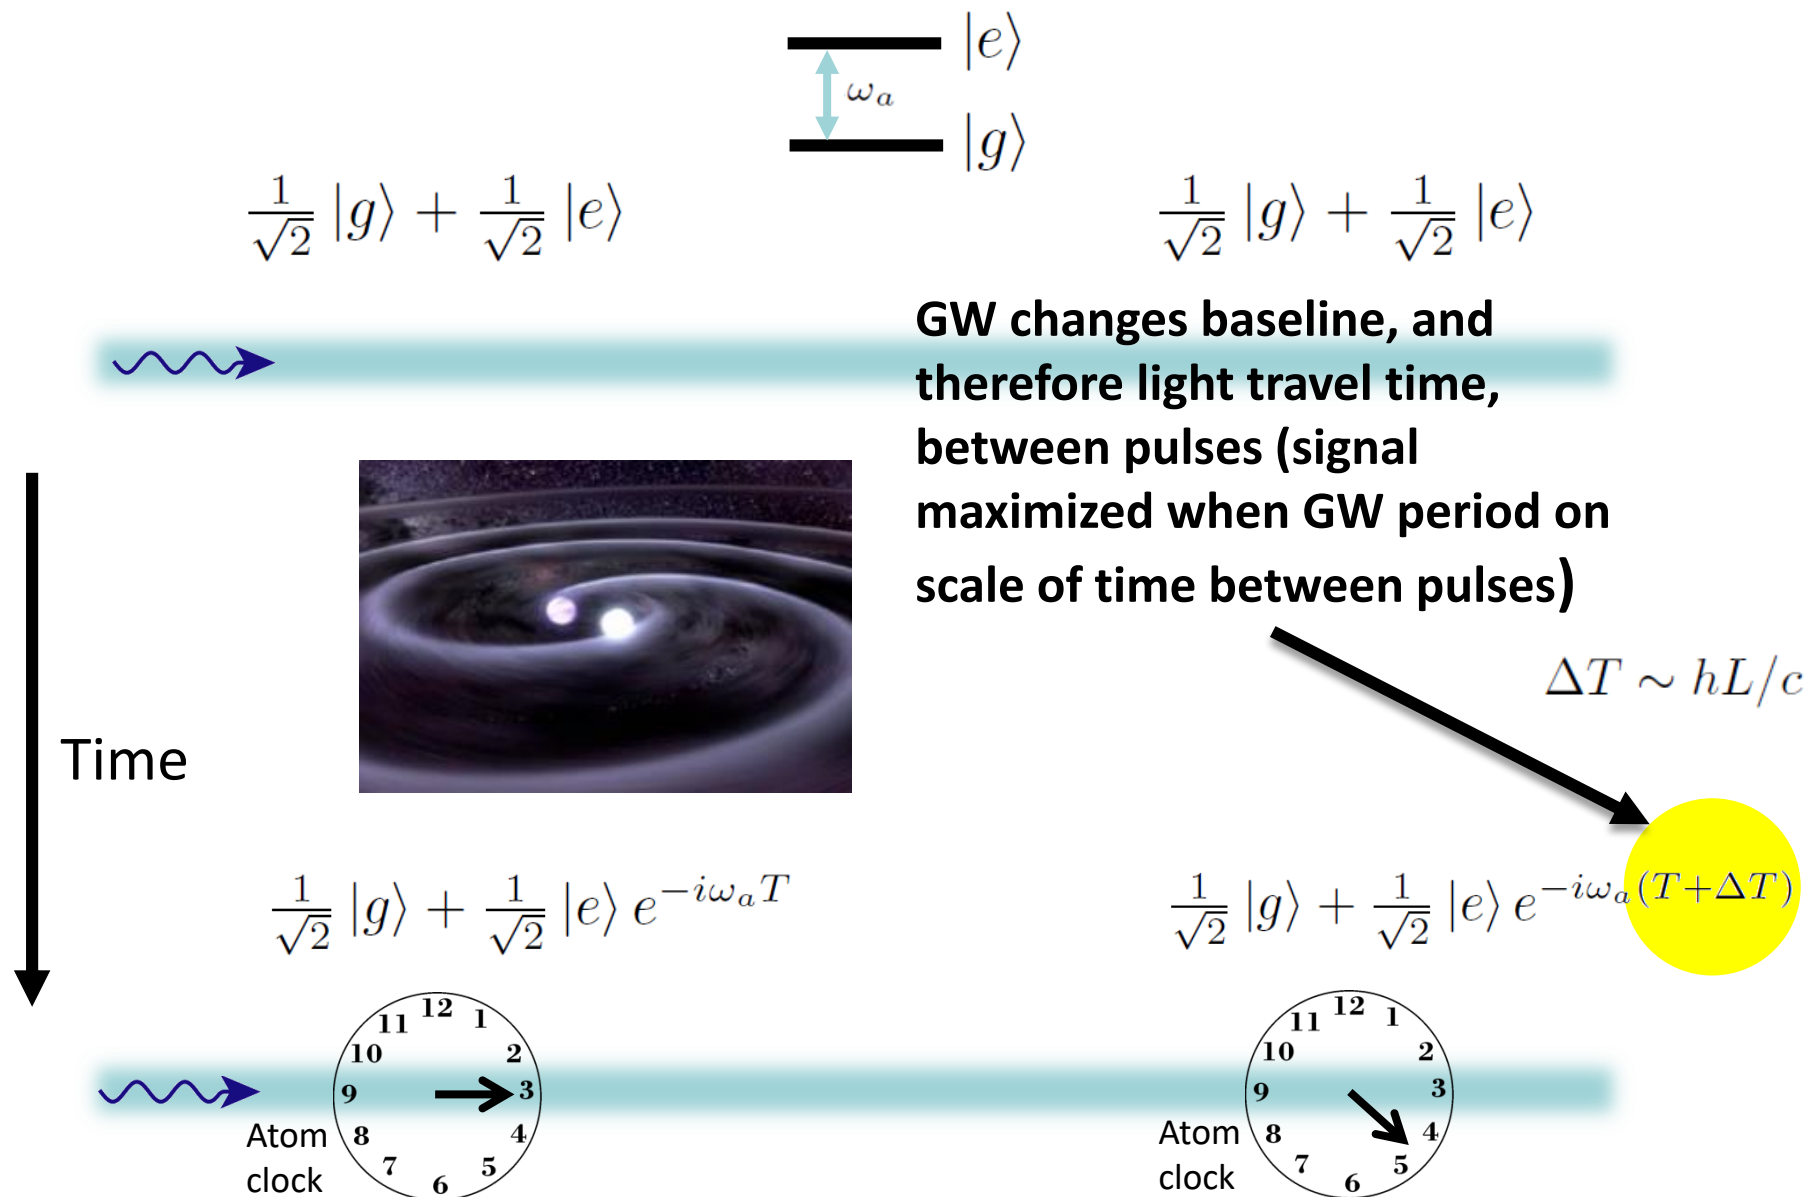 |e⟩
ω_a
|g⟩
1/√2 |g⟩ + 1/√2 |e⟩
1/√2 |g⟩ + 1/√2 |e⟩
GW changes baseline, and
therefore light travel time,
between pulses (signal
maximized when GW period on
scale of time between pulses)
ΔT ∼ hL/c
Time
1/√2 |g⟩ + 1/√2 |e⟩ e^{−iω_a T}
1/√2 |g⟩ + 1/√2 |e⟩ e^{−iω_a (T+ΔT)}
12
1
2
3
4
5
6
7
8
9
10
11
Atom
clock
12
1
2
3
4
5
6
7
8
9
10
11
Atom
clock